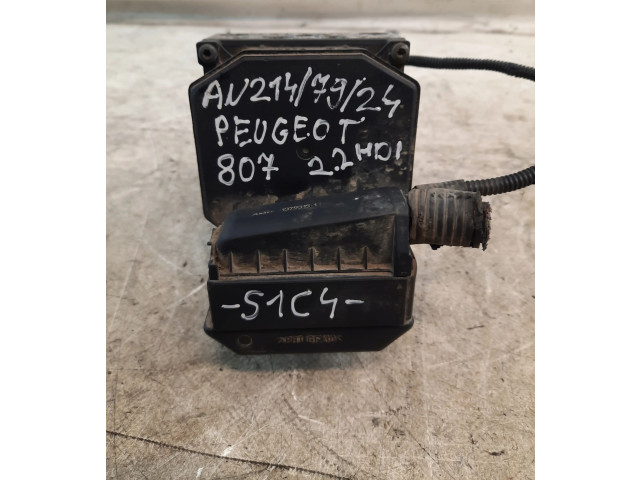 AN214/79/24
PEUGEOT
807 2.2HDI
-S1C4-